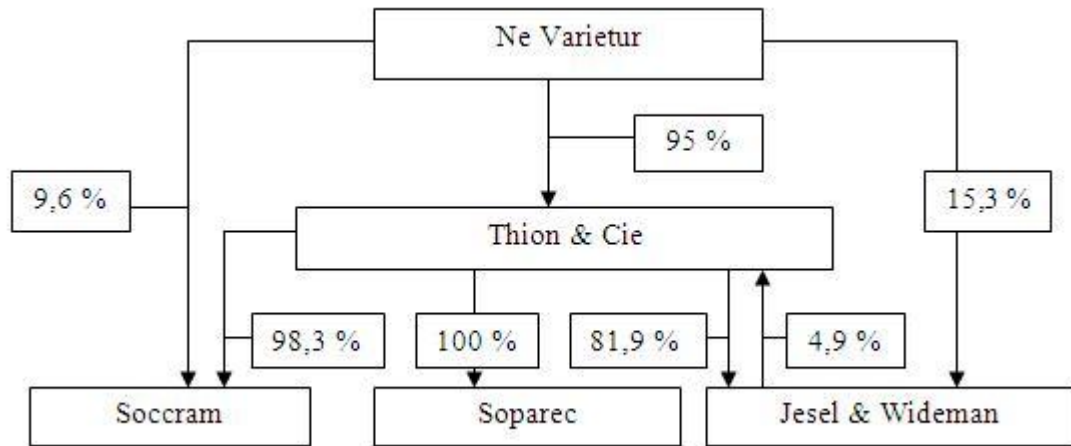 Ne Varietur
95 %
9,6 %
15,3 %
Thion & Cie
98,3 %
100 %
81,9 %
4,9 %
Soccram
Soparec
Jesel & Wideman